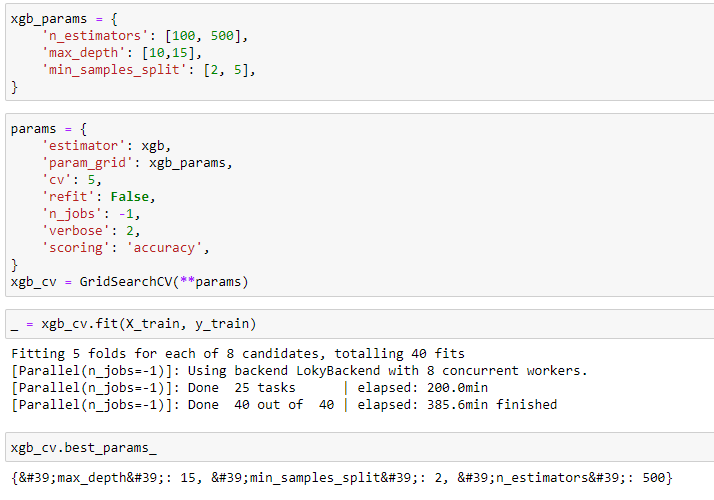 xgb_params = {
    'n_estimators': [100, 500],
    'max_depth': [10,15],
    'min_samples_split': [2, 5],
}
params = {
    'estimator': xgb,
    'param_grid': xgb_params,
    'cv': 5,
    'refit': False,
    'n_jobs': -1,
    'verbose': 2,
    'scoring': 'accuracy',
}
xgb_cv = GridSearchCV(**params)
_ = xgb_cv.fit(X_train, y_train)
Fitting 5 folds for each of 8 candidates, totalling 40 fits
[Parallel(n_jobs=-1)]: Using backend LokyBackend with 8 concurrent workers.
[Parallel(n_jobs=-1)]: Done  25 tasks      | elapsed: 200.0min
[Parallel(n_jobs=-1)]: Done  40 out of  40 | elapsed: 385.6min finished
xgb_cv.best_params_
{&#39;max_depth&#39;: 15, &#39;min_samples_split&#39;: 2, &#39;n_estimators&#39;: 500}